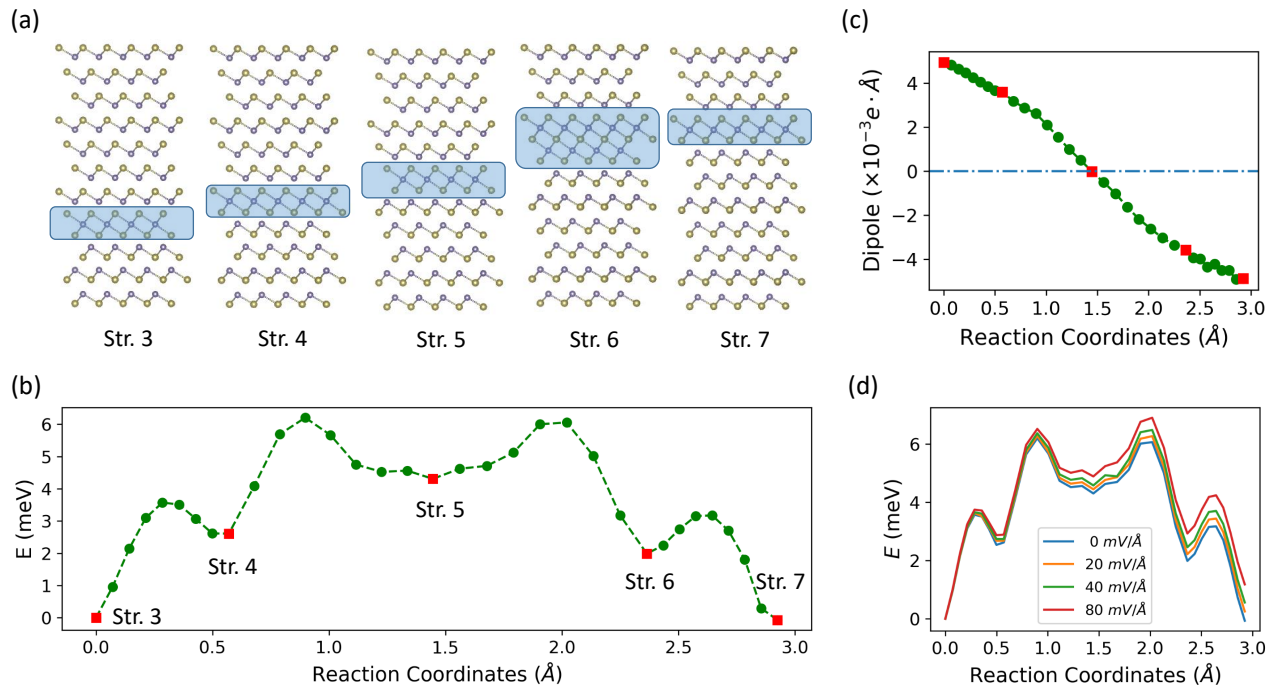 (a)
Str. 3
Str. 4
Str. 5
Str. 6
Str. 7
(b)
E (meV)
6
5
4
3
2
1
0
Str. 3
Str. 4
Str. 5
Str. 6
Str. 7
0.0 0.5 1.0 1.5 2.0 2.5 3.0
Reaction Coordinates (Å)
(c)
Dipole (×10⁻³e · Å)
4
2
0
−2
−4
0.0 0.5 1.0 1.5 2.0 2.5 3.0
Reaction Coordinates (Å)
(d)
E (meV)
6
4
2
0
0 mV/Å
20 mV/Å
40 mV/Å
80 mV/Å
0.0 0.5 1.0 1.5 2.0 2.5 3.0
Reaction Coordinates (Å)